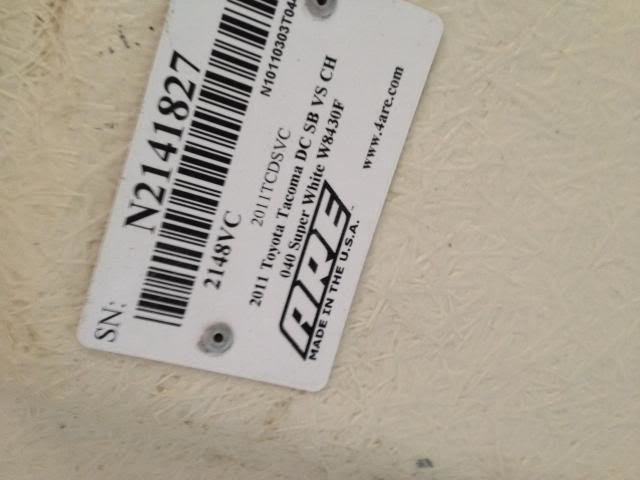 SN: N2141827
N10110303T04
2148VC
2011TCDSVC
2011 Toyota Tacoma DC SB VS CH
040 Super White W8430F
ARE
MADE IN THE U.S.A.
www.4are.com